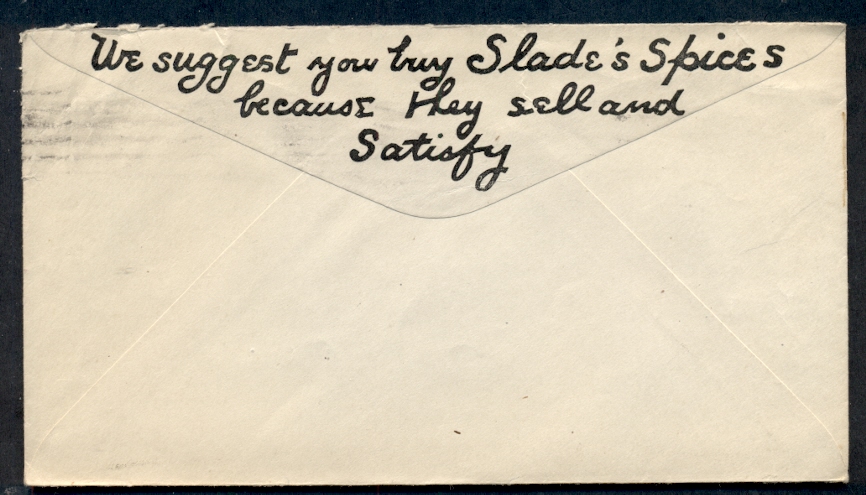 We suggest you buy Slade's Spices
because they sell and
Satisfy